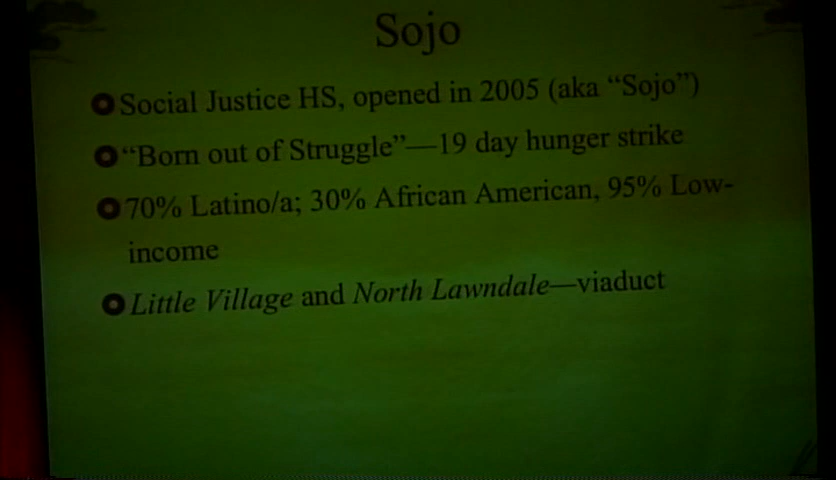 Sojo
Social Justice HS, opened in 2005 (aka “Sojo”)
“Born out of Struggle”—19 day hunger strike
70% Latino/a; 30% African American, 95% Low-
income
Little Village and North Lawndale—viaduct